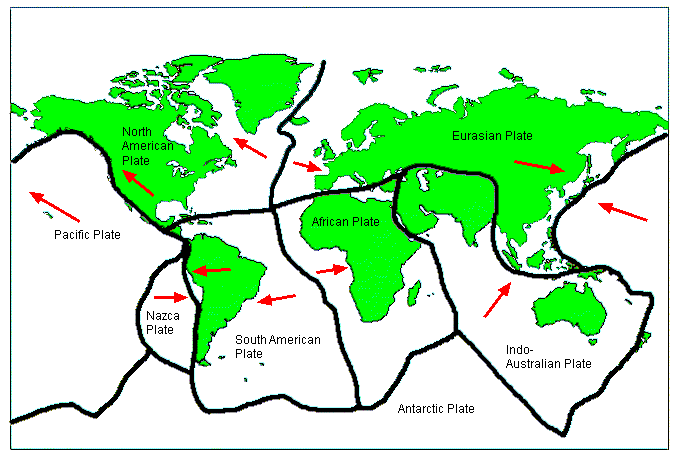 North
American
Plate
Eurasian Plate
African Plate
Pacific Plate
Nazca
Plate
South American
Plate
Indo-
Australian Plate
Antarctic Plate